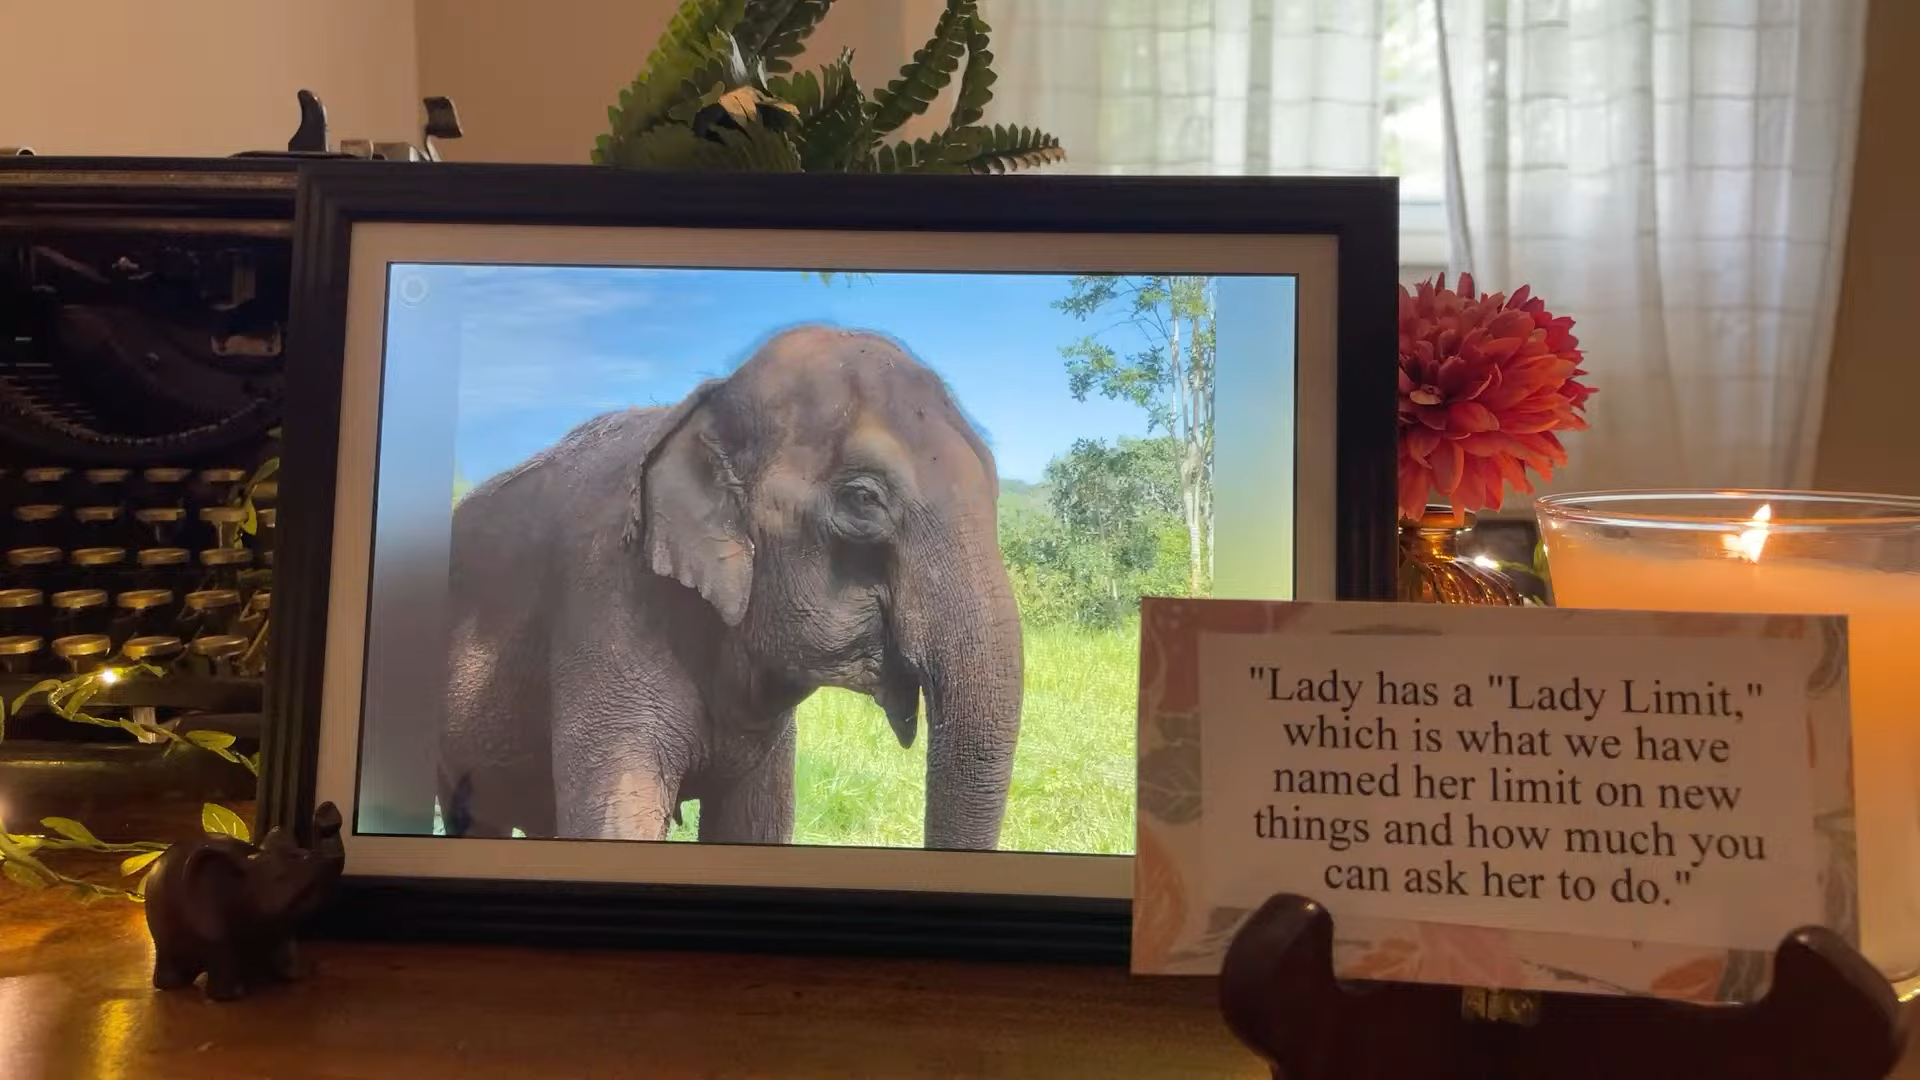 "Lady has a "Lady Limit,"
which is what we have
named her limit on new
things and how much you
can ask her to do."